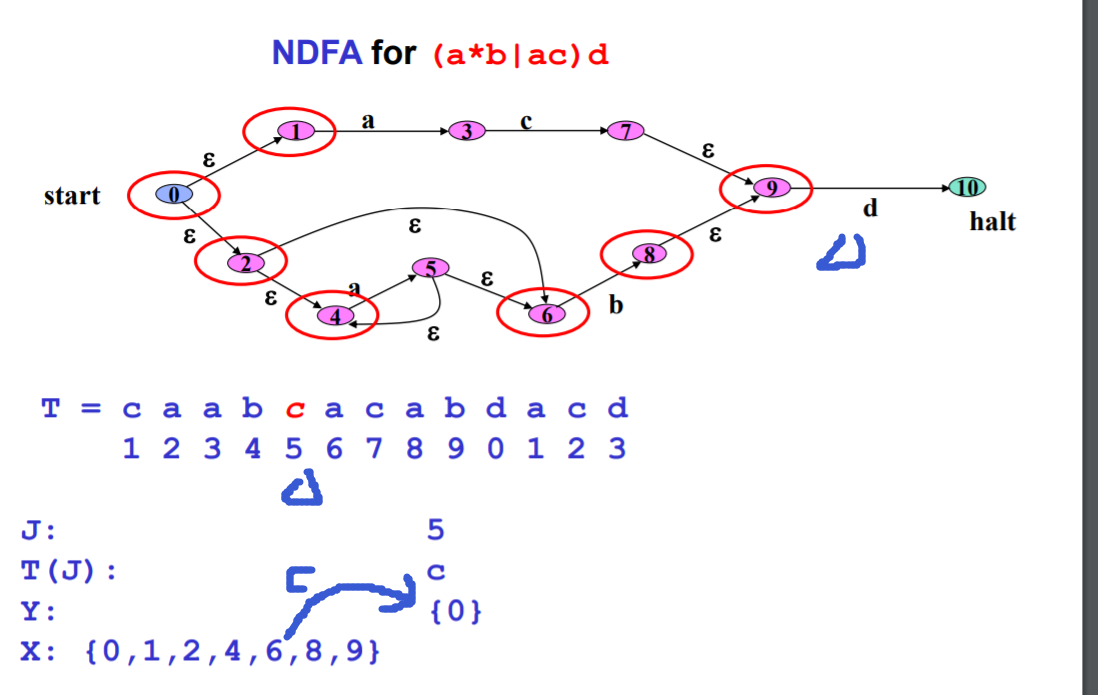 NDFA for (a*b|ac)d
1 a 3 c 7
ε ε
start 0 9 d 10 halt
ε ε ε
2 5 ε 8
ε a 4 ε 6 b
T = c a a b c a c a b d a c d
1 2 3 4 5 6 7 8 9 0 1 2 3
J: 5
T(J): c
Y: {0}
X: {0,1,2,4,6,8,9}